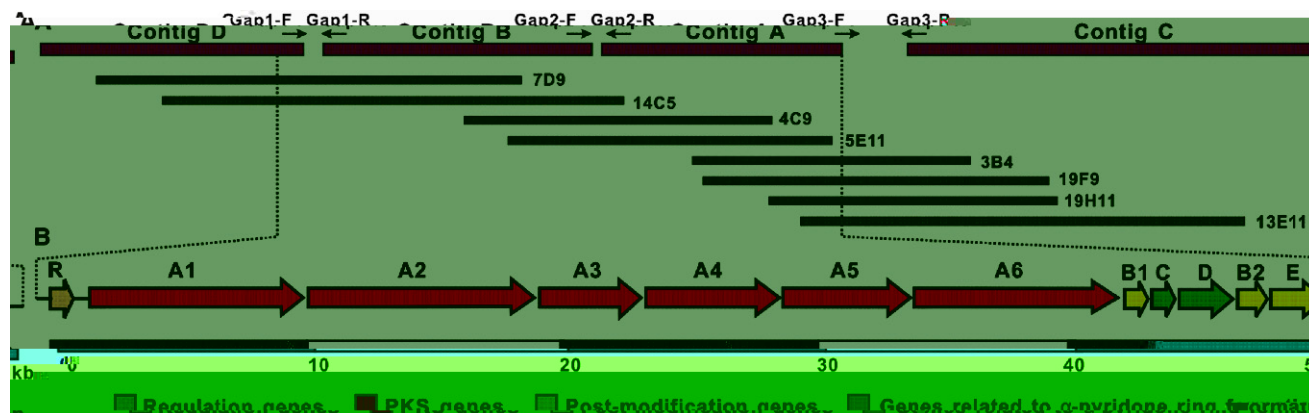 A Gap1-F Gap1-R Gap2-F Gap2-R Gap3-F Gap3-R
Contig D Contig B Contig A Contig C
7D9
14C5
4C9
5E11
3B4
19F9
19H11
13E11
B
R A1 A2 A3 A4 A5 A6 B1 C D B2 E
0 10 20 30 40
kb
Regulation genes PKS genes Post-modification genes Genes related to α-pyridone ring